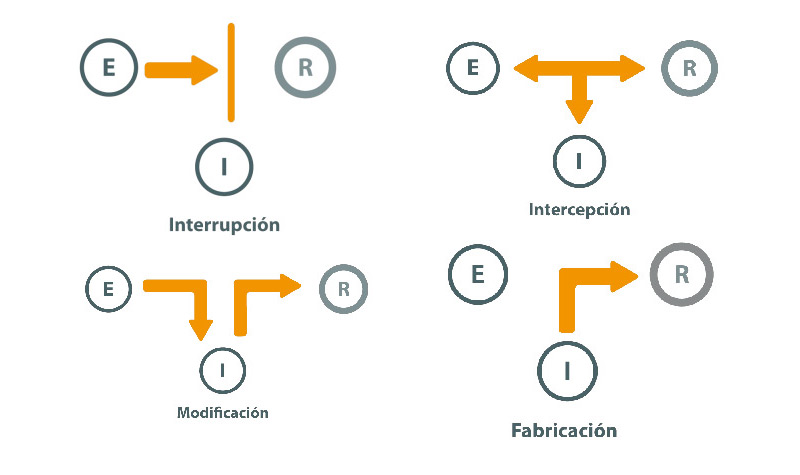 E
R
I
Interrupción
E
R
I
Intercepción
E
R
I
Modificación
E
R
I
Fabricación